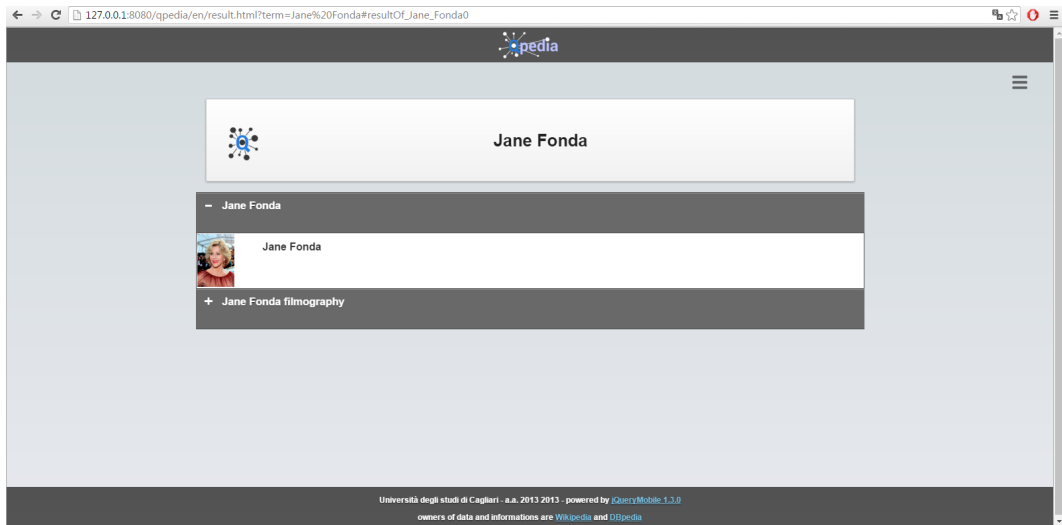 127.0.0.1:8080/qpedia/en/result.html?term=Jane%20Fonda#resultOf_Jane_Fonda0
Qpedia
Jane Fonda
− Jane Fonda
Jane Fonda
+ Jane Fonda filmography
Università degli studi di Cagliari - a.a. 2013 2013 - powered by jQueryMobile 1.3.0
owners of data and informations are Wikipedia and DBpedia